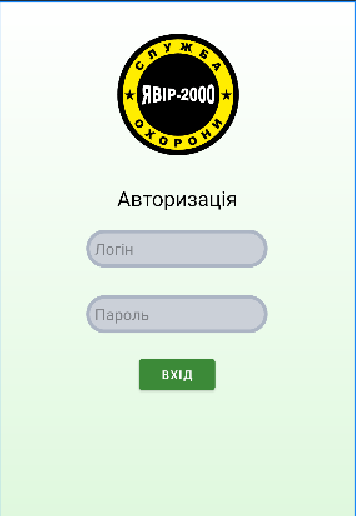 СЛУЖБА
ЯВІР-2000
ОХОРОНИ
Авторизація
Логін
Пароль
ВХІД